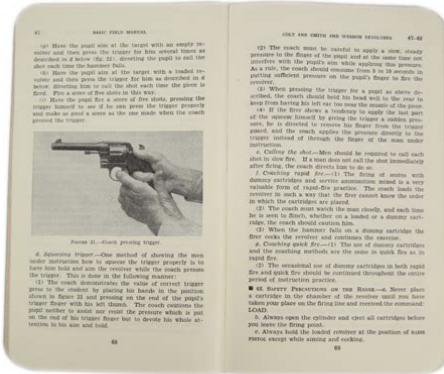 47 BASIC FIELD MANUAL
(a) Have the pupil aim at the target with an empty re-
volver and then press the trigger for him several times as
described in d below (fig. 21), directing the pupil to call the
shot each time the hammer falls.
(b) Have the pupil aim at the target with a loaded re-
volver and then press the trigger for him as described in d
below, directing him to call the shot each time the piece is
fired. Fire a score of five shots in this way.
(c) Have the pupil fire a score of five shots, pressing the
trigger himself to see if he can press the trigger properly
and make as good a score as the one made when the coach
pressed the trigger.
FIGURE 21.—Coach pressing trigger.
d. Squeezing trigger.—One method of showing the men
under instruction how to squeeze the trigger properly is to
have him hold and aim the revolver while the coach presses
the trigger. This is done in the following manner:
(1) The coach demonstrates the value of correct trigger
press to the student by placing his hands in the position
shown in figure 21 and pressing on the end of the pupil's
trigger finger with his left thumb. The coach cautions the
pupil neither to assist nor resist the pressure which is put
on the end of his trigger finger but to devote his whole at-
tention to his aim and hold.
68
COLT AND SMITH AND WESSON REVOLVERS 47-48
(2) The coach must be careful to apply a slow, steady
pressure to the finger of the pupil and at the same time not
interfere with the pupil's aim while applying this pressure.
As a rule, the coach should consume from 5 to 10 seconds in
putting sufficient pressure on the pupil's finger to fire the
revolver.
(3) When pressing the trigger for a pupil as above de-
scribed, the coach should hold his head well to the rear to
keep from having his left ear too near the muzzle of the piece.
(4) If the firer shows a tendency to apply the last part
of the squeeze himself by giving the trigger a sudden pres-
sure, he is directed to remove his finger from the trigger
guard, and the coach applies the pressure directly to the
trigger instead of through the finger of the man under
instruction.
e. Calling the shot.—Men should be required to call each
shot in slow fire. If a man does not call the shot immediately
after firing, the coach directs him to do so.
f. Coaching rapid fire.—(1) The firing of scores with
dummy cartridges and service ammunition mixed is a very
valuable form of rapid-fire practice. The coach loads the
revolver in such a way that the firer cannot know the order
in which the cartridges are placed.
(2) The coach must watch the man closely, and each time
he is seen to flinch, whether on a loaded or a dummy cart-
ridge, the coach should caution him.
(3) When the hammer falls on a dummy cartridge the
firer cocks the revolver and continues the exercise.
g. Coaching quick fire.—(1) The use of dummy cartridges
and the coaching methods are the same in quick fire as in
rapid fire.
(2) The occasional use of dummy cartridges in both rapid
fire and quick fire should be continued throughout the entire
period of instruction practice.
■ 48. SAFETY PRECAUTIONS ON THE RANGE.—a. Never place
a cartridge in the chamber of the revolver until you have
taken your place on the firing line and received the command:
LOAD.
b. Always open the cylinder and eject all cartridges before
you leave the firing point.
c. Always hold the loaded revolver at the position of RAISE
PISTOL except while aiming and shooting.
69